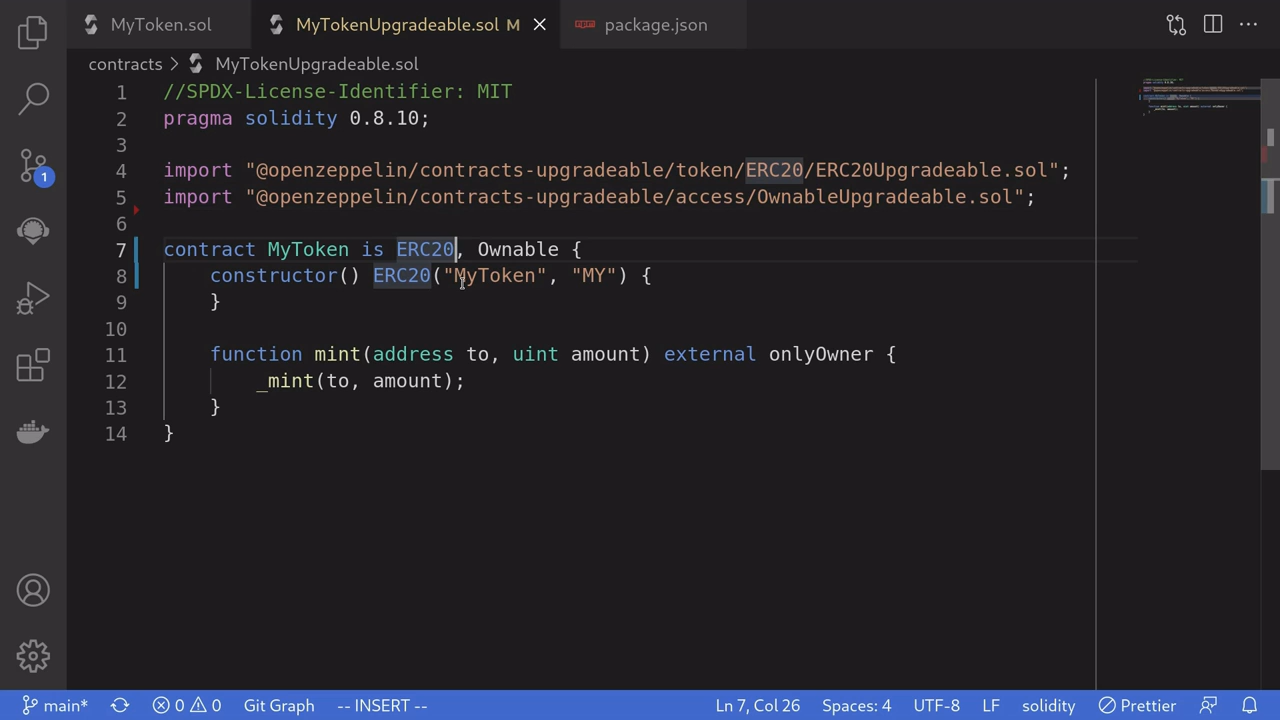 MyToken.sol
MyTokenUpgradeable.sol M
package.json
contracts > MyTokenUpgradeable.sol
1 //SPDX-License-Identifier: MIT
2 pragma solidity 0.8.10;
3
4 import "@openzeppelin/contracts-upgradeable/token/ERC20/ERC20Upgradeable.sol";
5 import "@openzeppelin/contracts-upgradeable/access/OwnableUpgradeable.sol";
6
7 contract MyToken is ERC20, Ownable {
8 constructor() ERC20("MyToken", "MY") {
9 }
10
11 function mint(address to, uint amount) external onlyOwner {
12 _mint(to, amount);
13 }
14 }
1
main* 0 0 Git Graph -- INSERT -- Ln 7, Col 26 Spaces: 4 UTF-8 LF solidity Prettier